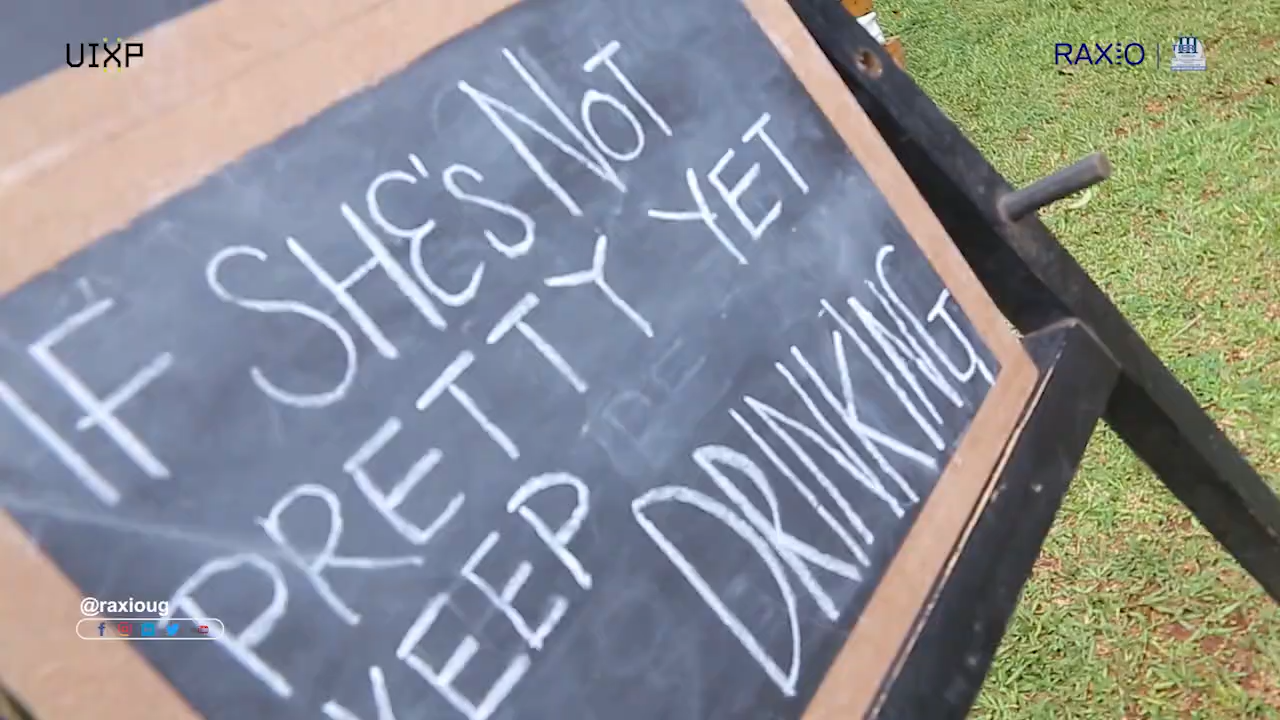 UIXP
RAXIO
IF SHE'S NOT
PRETTY YET
KEEP DRINKING
@raxioug